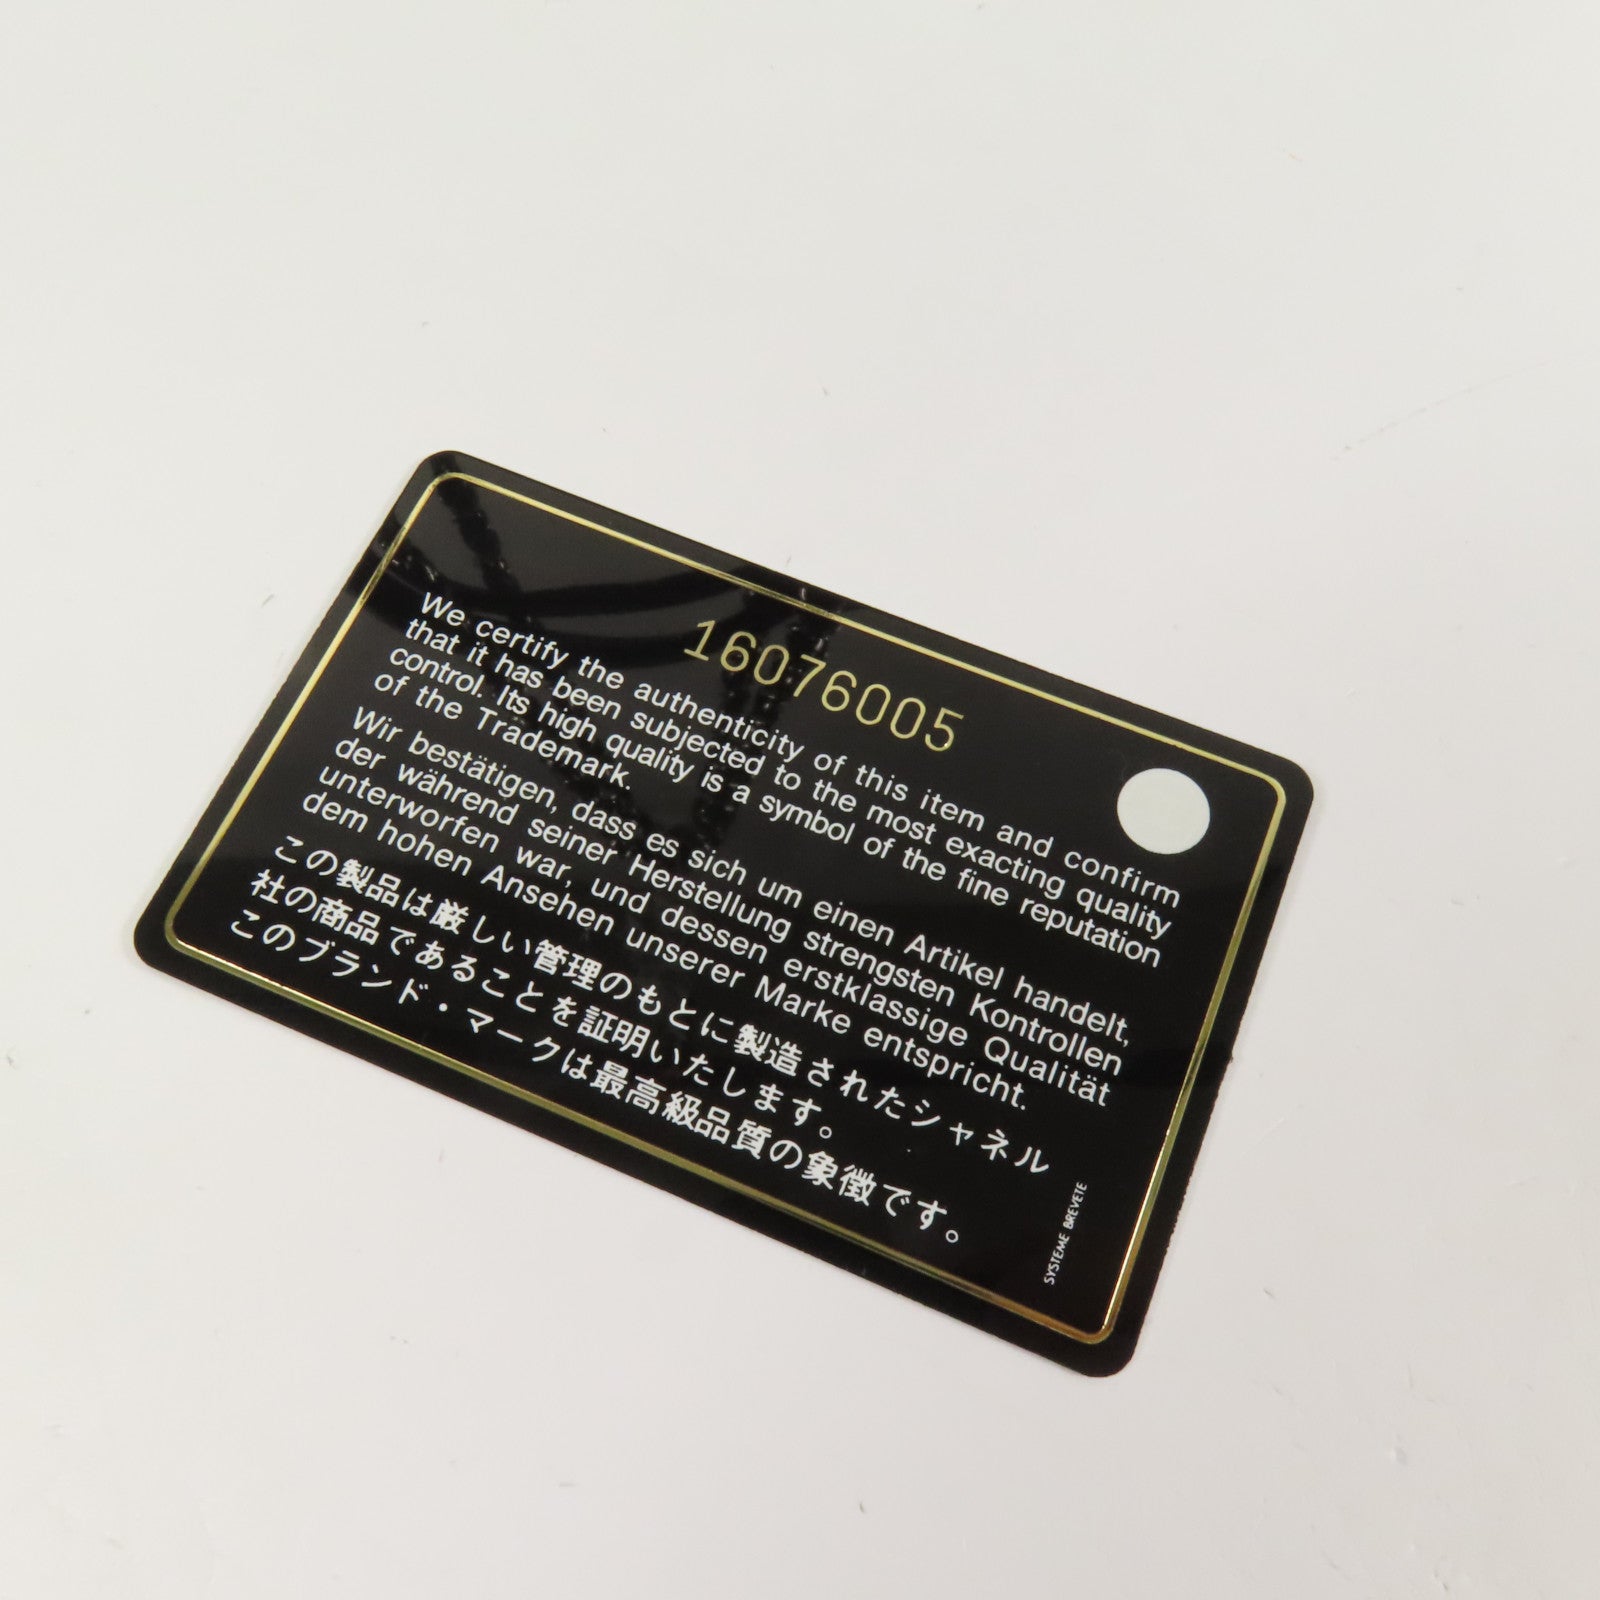 16076005
We certify the authenticity of this item and confirm
that it has been subjected to the most exacting quality
control. Its high quality is a symbol of the fine reputation
of the Trademark.
Wir bestätigen, dass es sich um einen Artikel handelt,
der während seiner Herstellung strengsten Kontrollen
unterworfen war, und dessen erstklassige Qualität
dem hohen Ansehen unserer Marke entspricht.
この製品は厳しい管理のもとに製造されたシャネル
社の商品であることを証明いたします。
このブランド・マークは最高級品質の象徴です。
SYSTEME BREVETE